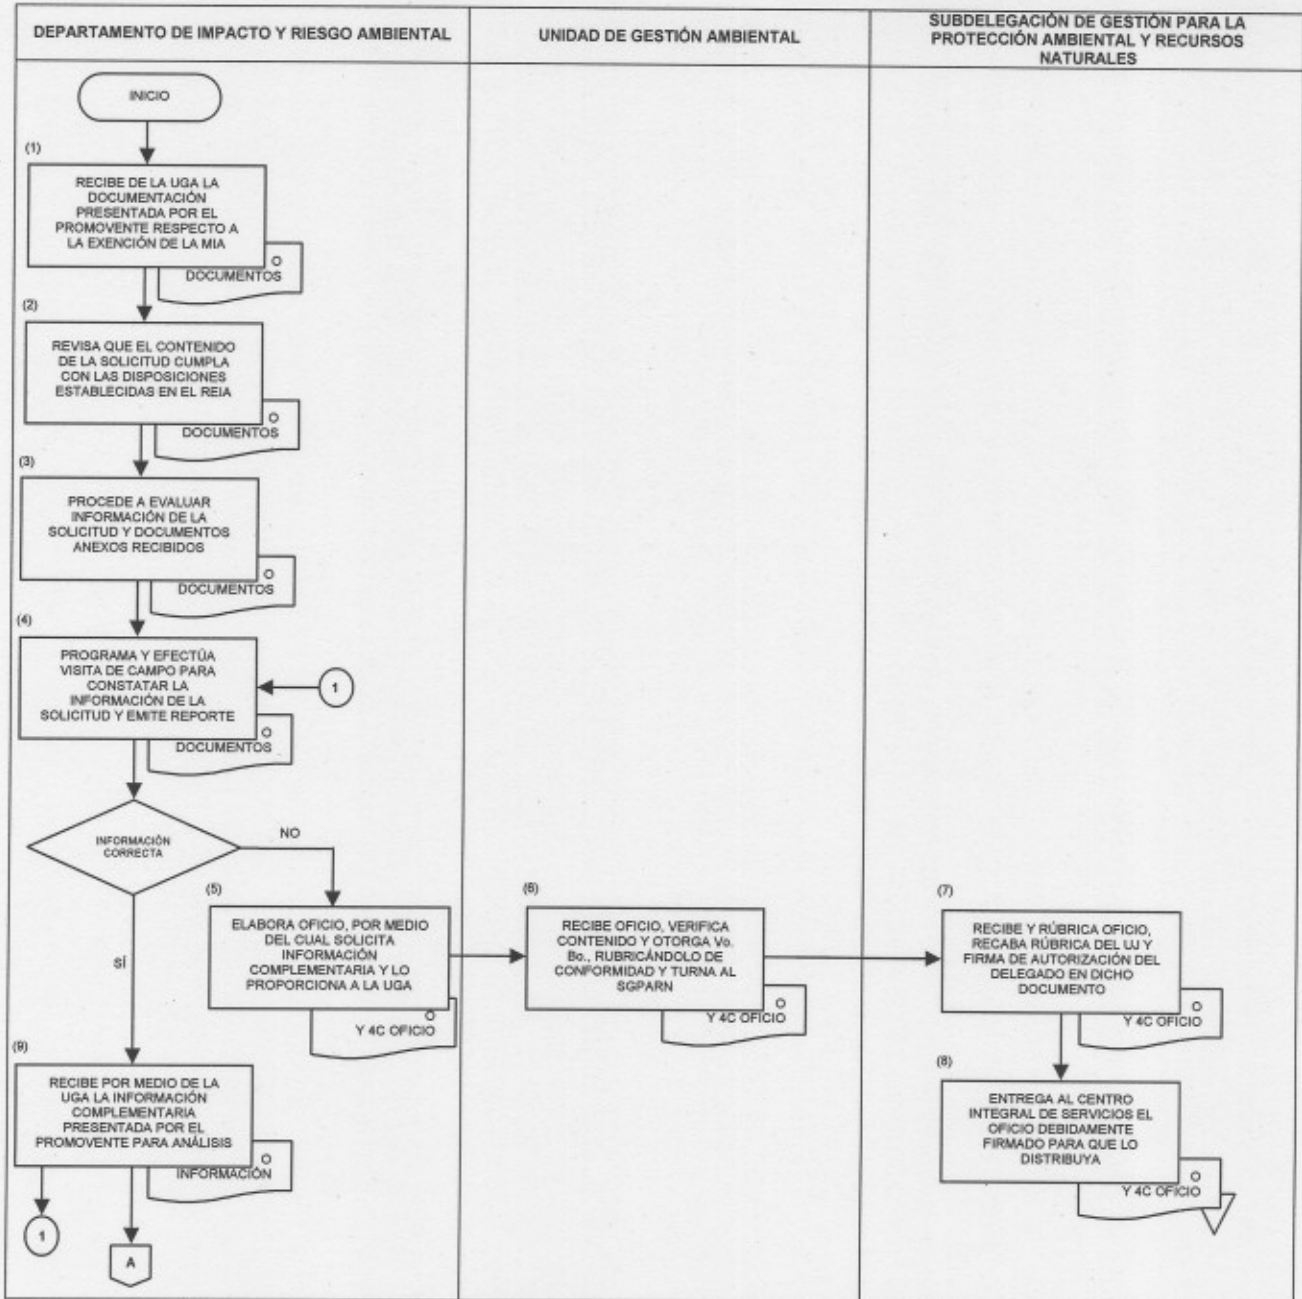 DEPARTAMENTO DE IMPACTO Y RIESGO AMBIENTAL
UNIDAD DE GESTIÓN AMBIENTAL
SUBDELEGACIÓN DE GESTIÓN PARA LA
PROTECCIÓN AMBIENTAL Y RECURSOS
NATURALES
INICIO
(1)
RECIBE DE LA UGA LA
DOCUMENTACIÓN
PRESENTADA POR EL
PROMOVENTE RESPECTO A
LA EXENCIÓN DE LA MIA
O
DOCUMENTOS
(2)
REVISA QUE EL CONTENIDO
DE LA SOLICITUD CUMPLA
CON LAS DISPOSICIONES
ESTABLECIDAS EN EL REIA
O
DOCUMENTOS
(3)
PROCEDE A EVALUAR
INFORMACIÓN DE LA
SOLICITUD Y DOCUMENTOS
ANEXOS RECIBIDOS
O
DOCUMENTOS
(4)
PROGRAMA Y EFECTÚA
VISITA DE CAMPO PARA
CONSTATAR LA
INFORMACIÓN DE LA
SOLICITUD Y EMITE REPORTE
1
O
DOCUMENTOS
INFORMACIÓN
CORRECTA
NO
SÍ
(5)
ELABORA OFICIO, POR MEDIO
DEL CUAL SOLICITA
INFORMACIÓN
COMPLEMENTARIA Y LO
PROPORCIONA A LA UGA
O
Y 4C OFICIO
(6)
RECIBE OFICIO, VERIFICA
CONTENIDO Y OTORGA Vo.
Bo., RUBRICÁNDOLO DE
CONFORMIDAD Y TURNA AL
SGPARN
O
Y 4C OFICIO
(7)
RECIBE Y RÚBRICA OFICIO,
RECABA RÚBRICA DEL UJ Y
FIRMA DE AUTORIZACIÓN DEL
DELEGADO EN DICHO
DOCUMENTO
O
Y 4C OFICIO
(8)
ENTREGA AL CENTRO
INTEGRAL DE SERVICIOS EL
OFICIO DEBIDAMENTE
FIRMADO PARA QUE LO
DISTRIBUYA
O
Y 4C OFICIO
(9)
RECIBE POR MEDIO DE LA
UGA LA INFORMACIÓN
COMPLEMENTARIA
PRESENTADA POR EL
PROMOVENTE PARA ANÁLISIS
O
INFORMACIÓN
1
A